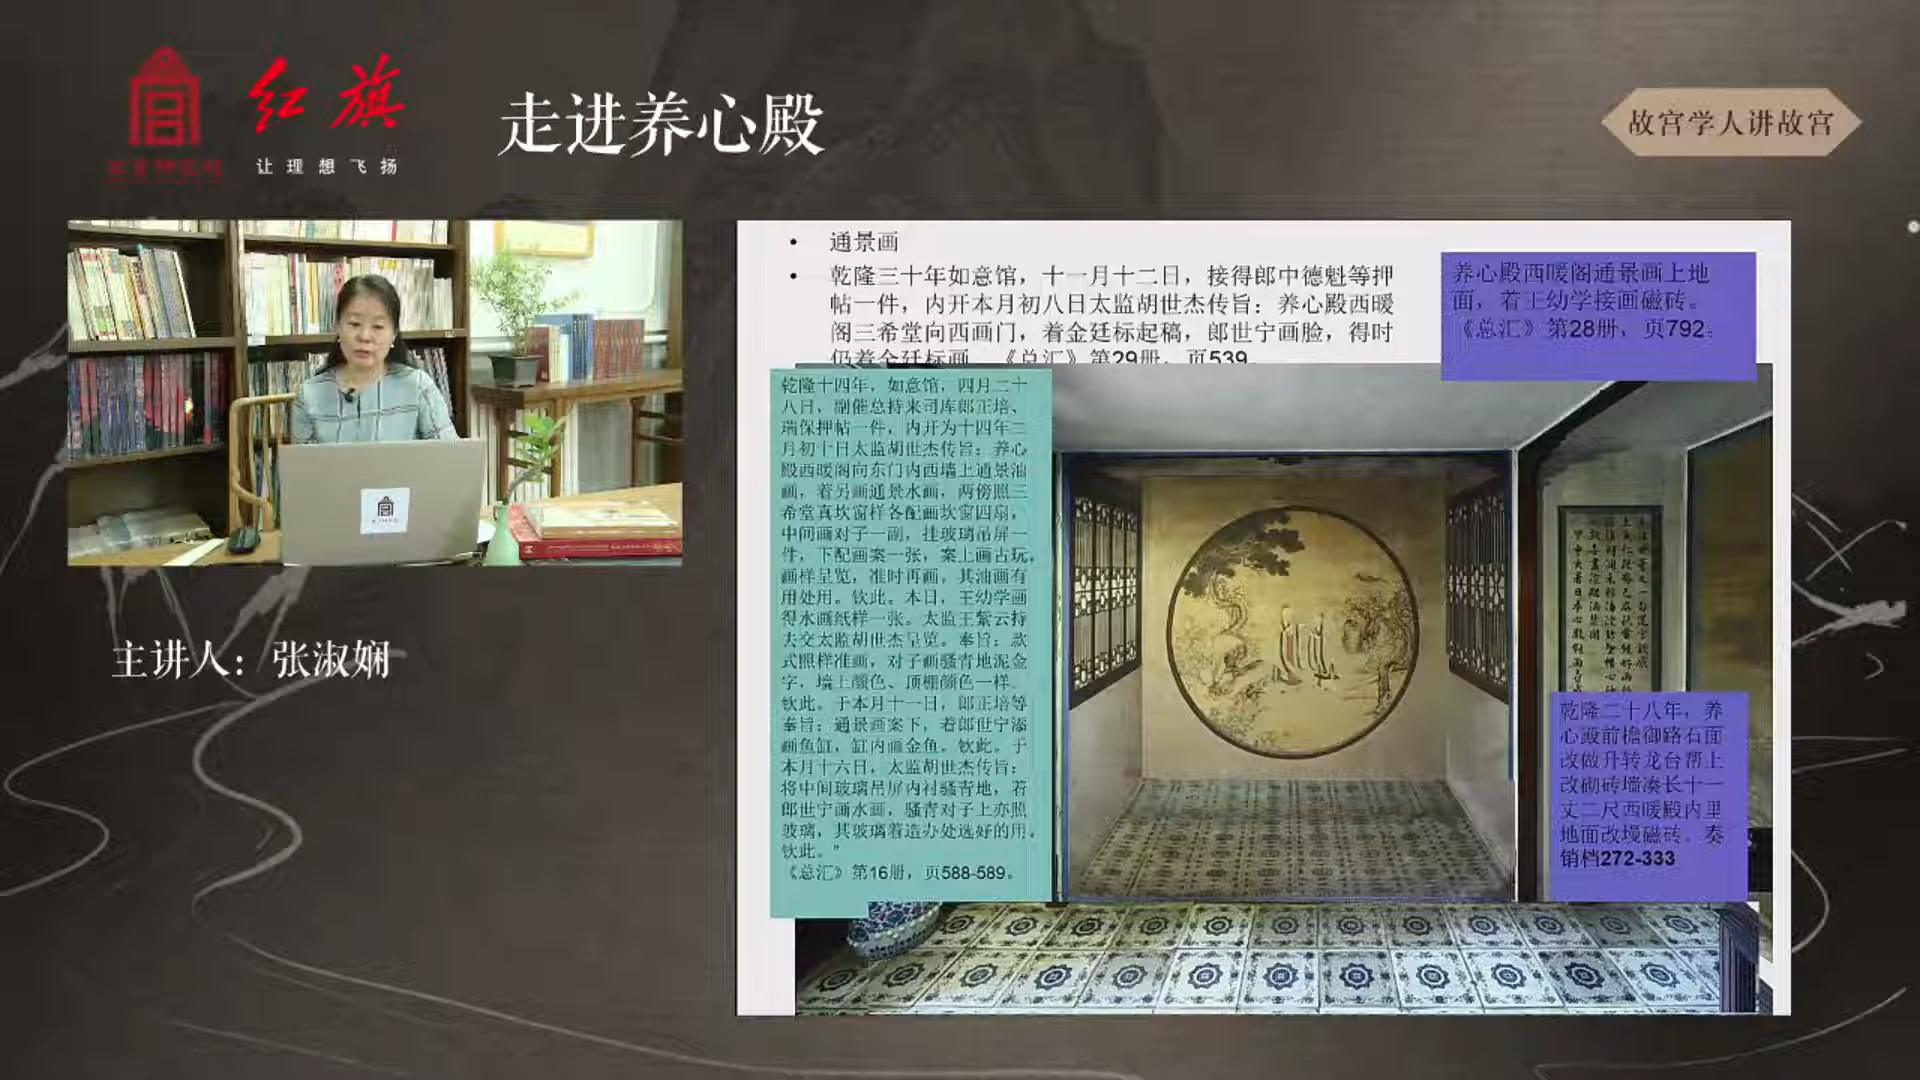 红旗
让理想飞扬
走进养心殿
故宫学人讲故宫
主讲人：张淑娴
• 通景画
• 乾隆三十年如意馆，十一月十二日，接得郎中德魁等押
帖一件，内开本月初八日太监胡世杰传旨：养心殿西暖
阁三希堂向西画门，着金廷标起稿，郎世宁画脸，得时
仍着金廷标画。《总汇》第29册，页539
养心殿西暖阁通景画上地
面，着王幼学接画磁砖。
《总汇》第28册，页792。
乾隆十四年，如意馆，四月二十
八日，副催总持来司库郎正培、
瑞保押帖一件，内开为十四年三
月初十日太监胡世杰传旨：养心
殿西暖阁向东门内西墙上通景油
画，着另画通景水画，两傍照三
希堂真坎窗样各配画坎窗四扇，
中间画对子一副，挂玻璃吊屏一
件，下配画案一张，案上画古玩，
画样呈览，准时再画，其油画有
用处用。钦此。本日，王幼学画
得水画纸样一张。太监王紫云持
去交太监胡世杰呈览。奉旨：款
式照样准画，对子画骚青地泥金
字，墙上颜色、顶棚颜色一样。
钦此。于本月十一日，郎正培等
奉旨：通景画案下，着郎世宁添
画鱼缸，缸内画金鱼。钦此。于
本月十六日，太监胡世杰传旨：
将中间玻璃吊屏内衬骚青地，着
郎世宁画水画，骚青对子上亦照
玻璃，其玻璃着造办处选好的用。
钦此。”
《总汇》第16册，页588-589。
乾隆二十八年，养
心殿前檐御路石面
改做升转龙台帮上
改砌砖墙凑长十一
丈二尺西暖殿内里
地面改墁磁砖。奏
销档272-333